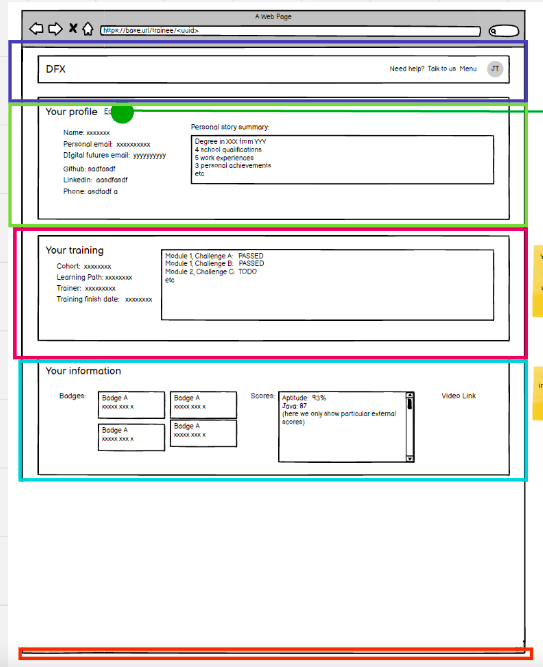 A Web Page
https://base.url/trainee/<uuid>
DFX
Need help? Talk to us Menu
JT
Your profile
Name: xxxxxxx
Personal email: xxxxxxxxxx
Digital futures email: yyyyyyyyyy
Github: sadfasdf
Linkedin: aasdfasdf
Phone: asdfadf a
Personal story summary:
Degree in XXX from YYY
4 school qualifications
5 work experiences
3 personal achievements
etc
Your training
Cohort: xxxxxxxx
Learning Path: xxxxxxxx
Trainer: xxxxxxxxx
Training finish date: xxxxxxxx
Module 1, Challenge A: PASSED
Module 1, Challenge B: PASSED
Module 2, Challenge C: TODO
etc
Your information
Badges:
Badge A
xxxxx xxx x
Badge A
xxxxx xxx x
Badge A
xxxxx xxx x
Badge A
xxxxx xxx x
Scores:
Aptitude: 93%
Java: 87
(here we only show particular external
scores)
Video Link